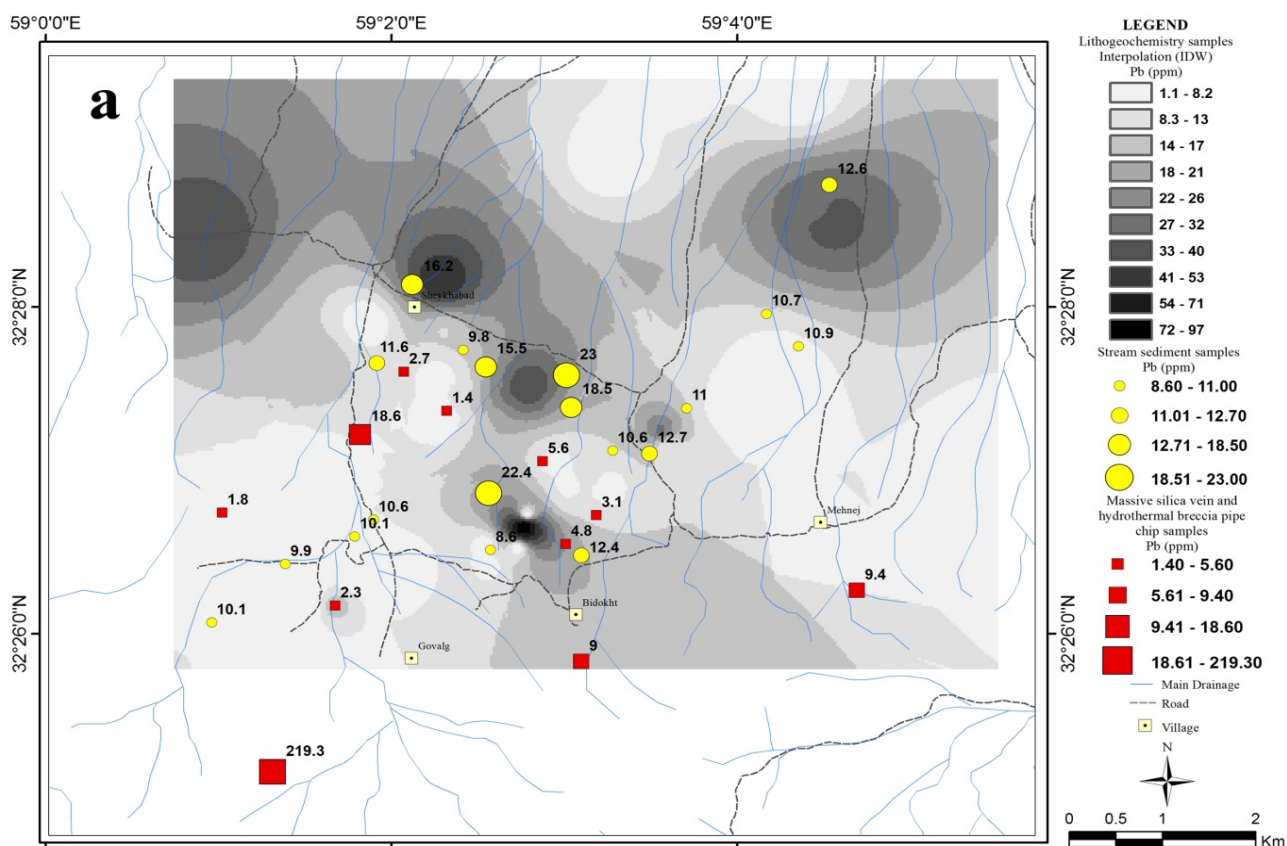 59°0'0"E
59°2'0"E
59°4'0"E
a
12.6
16.2
Sheykhabad
32°28'0"N
32°28'0"N
10.7
10.9
9.8
11.6
2.7
15.5
23
18.5
1.4
11
18.6
10.6
12.7
5.6
22.4
1.8
3.1
10.6
Mehnej
10.1
4.8
8.6
12.4
9.9
9.4
2.3
10.1
Bidokht
32°26'0"N
32°26'0"N
Govalg
9
219.3
LEGEND
Lithogeochemistry samples
Interpolation (IDW)
Pb (ppm)
1.1 - 8.2
8.3 - 13
14 - 17
18 - 21
22 - 26
27 - 32
33 - 40
41 - 53
54 - 71
72 - 97
Stream sediment samples
Pb (ppm)
8.60 - 11.00
11.01 - 12.70
12.71 - 18.50
18.51 - 23.00
Massive silica vein and
hydrothermal breccia pipe
chip samples
Pb (ppm)
1.40 - 5.60
5.61 - 9.40
9.41 - 18.60
18.61 - 219.30
Main Drainage
Road
Village
N
0 0.5 1 2
Km